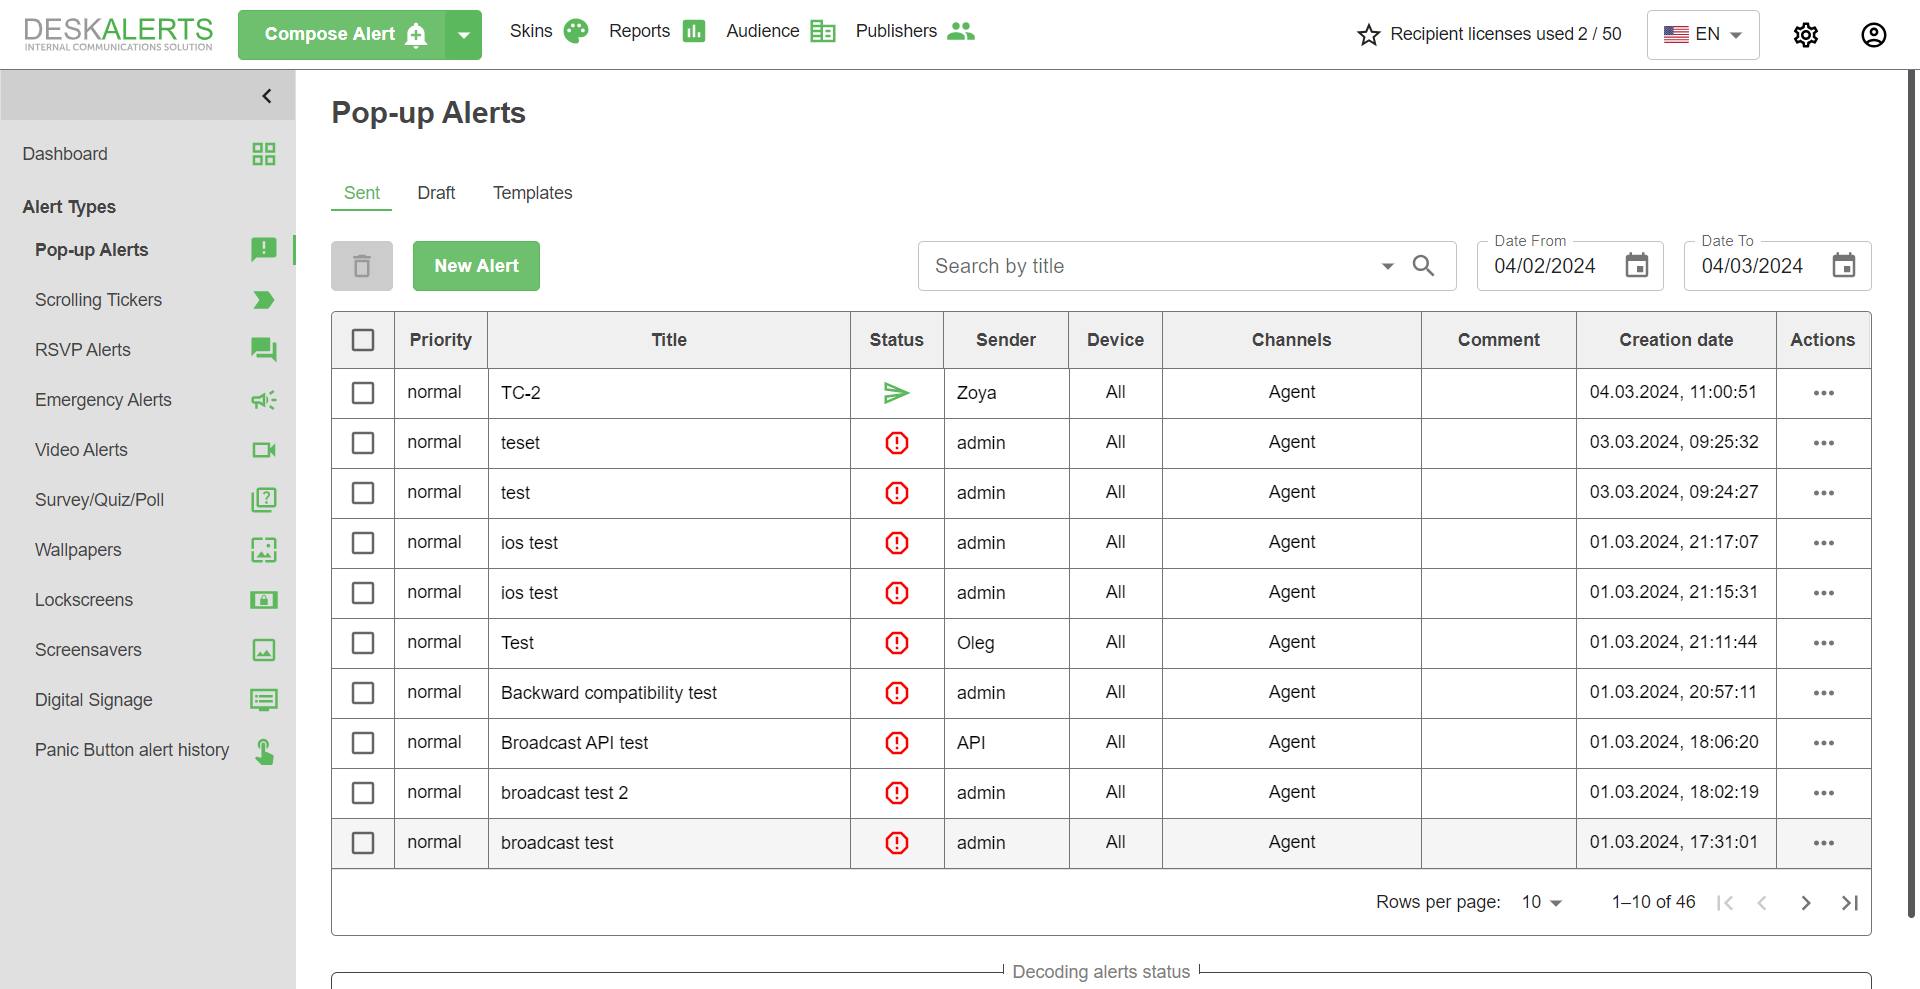 DESKALERTS
INTERNAL COMMUNICATIONS SOLUTION
Compose Alert
Skins
Reports
Audience
Publishers
Recipient licenses used 2 / 50
EN
Dashboard
Alert Types
Pop-up Alerts
Scrolling Tickers
RSVP Alerts
Emergency Alerts
Video Alerts
Survey/Quiz/Poll
Wallpapers
Lockscreens
Screensavers
Digital Signage
Panic Button alert history
Pop-up Alerts
Sent Draft Templates
New Alert
Search by title
Date From
04/02/2024
Date To
04/03/2024
Priority Title Status Sender Device Channels Comment Creation date Actions
normal TC-2 Zoya All Agent 04.03.2024, 11:00:51
normal teset admin All Agent 03.03.2024, 09:25:32
normal test admin All Agent 03.03.2024, 09:24:27
normal ios test admin All Agent 01.03.2024, 21:17:07
normal ios test admin All Agent 01.03.2024, 21:15:31
normal Test Oleg All Agent 01.03.2024, 21:11:44
normal Backward compatibility test admin All Agent 01.03.2024, 20:57:11
normal Broadcast API test API All Agent 01.03.2024, 18:06:20
normal broadcast test 2 admin All Agent 01.03.2024, 18:02:19
normal broadcast test admin All Agent 01.03.2024, 17:31:01
Rows per page: 10 1–10 of 46
Decoding alerts status